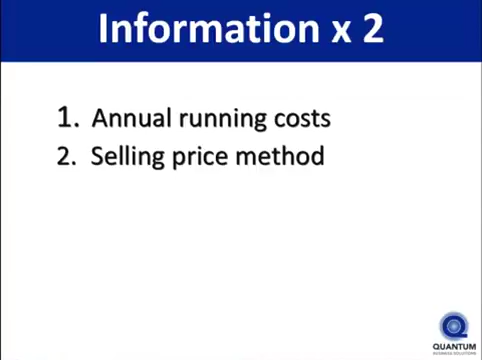 Information x 2
1. Annual running costs
2. Selling price method
QUANTUM
BUSINESS SOLUTIONS